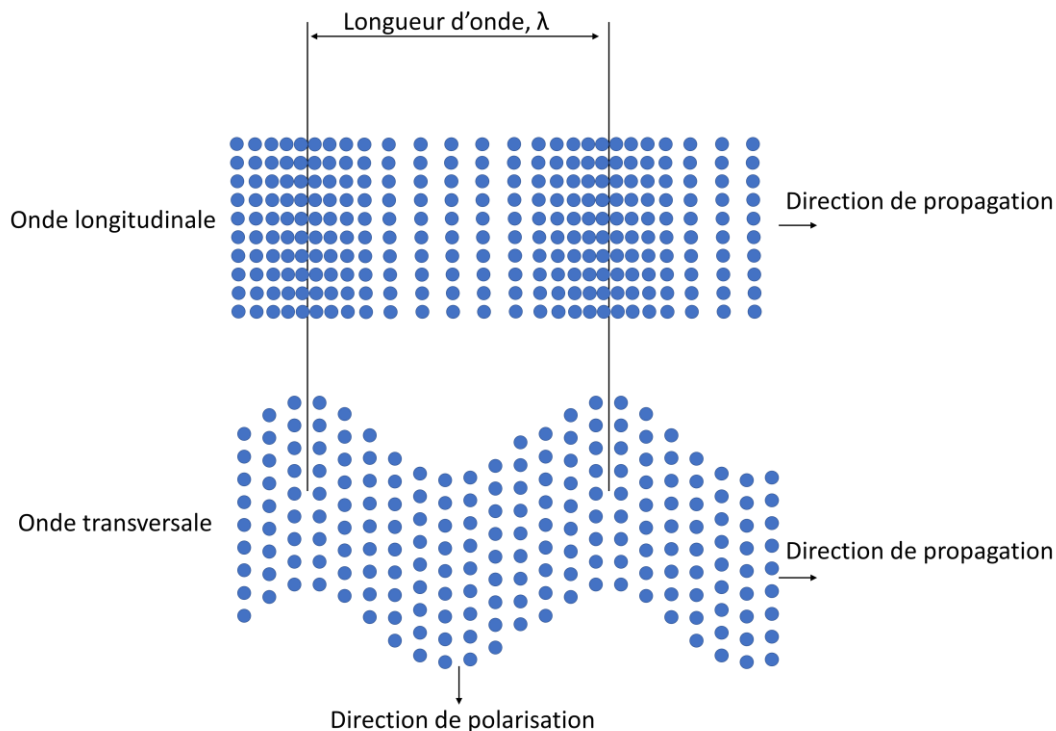 Longueur d’onde, λ
Onde longitudinale
Direction de propagation
Onde transversale
Direction de propagation
Direction de polarisation